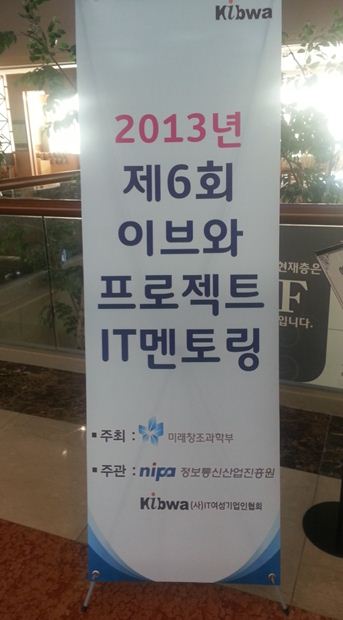 Kibwa
2013년
제6회
이브와
프로젝트
IT멘토링
▪주최 : 미래창조과학부
▪주관 : nipa 정보통신산업진흥원
Kibwa (사)IT여성기업인협회
현재층은
F
입니다.